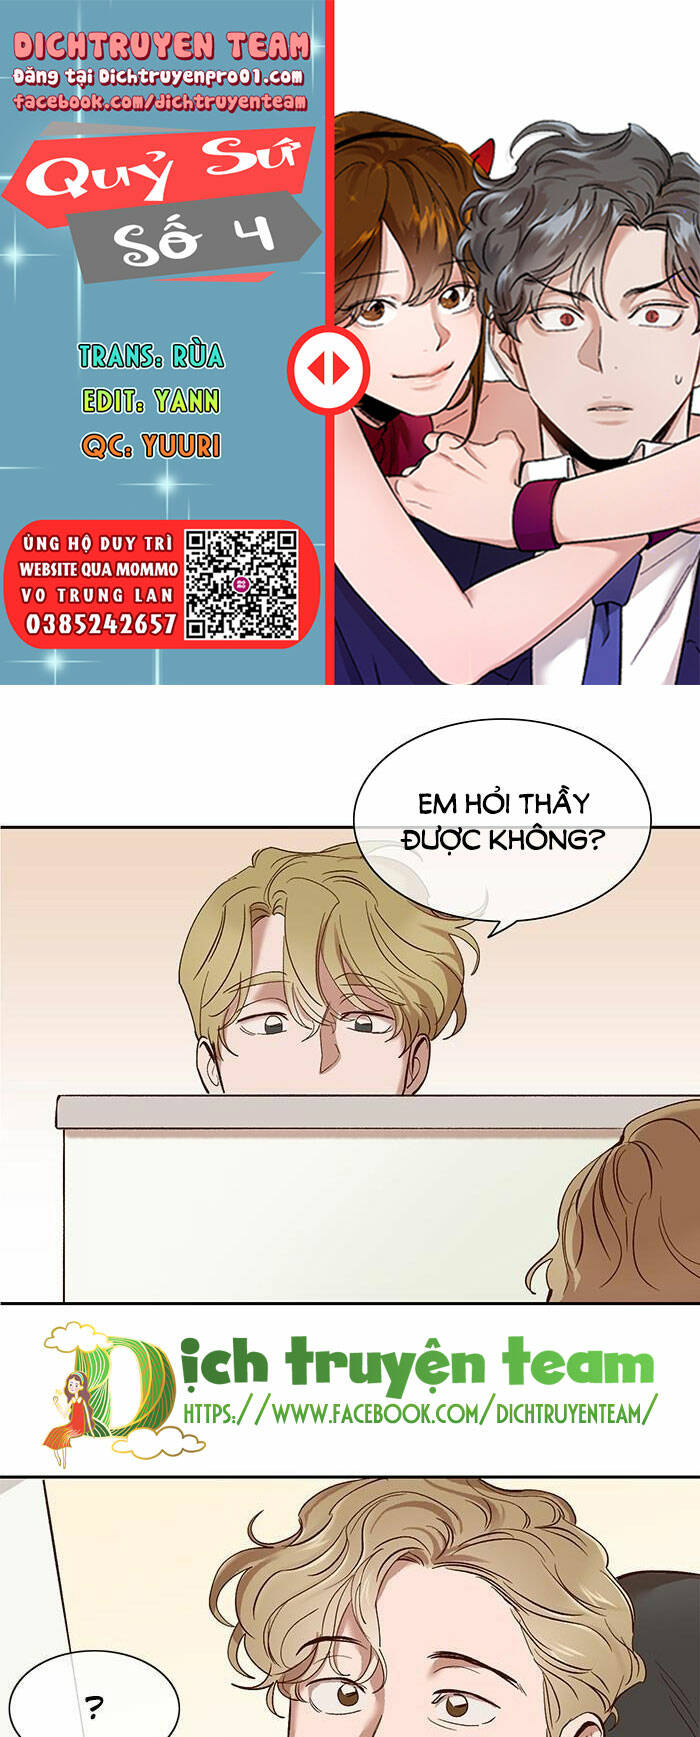 DICHTRUYEN TEAM
Đăng tại Dichtruyenpro01.com
facebook.com/dichtruyenteam
Quỷ Sứ
Số 4
TRANS: RÙA
EDIT: YANN
QC: YUURI
ỦNG HỘ DUY TRÌ
WEBSITE QUA MOMMO
VO TRUNG LAN
0385242657
EM HỎI THẦY
ĐƯỢC KHÔNG?
Dịch truyện team
HTTPS://WWW.FACEBOOK.COM/DICHTRUYENTEAM/
?